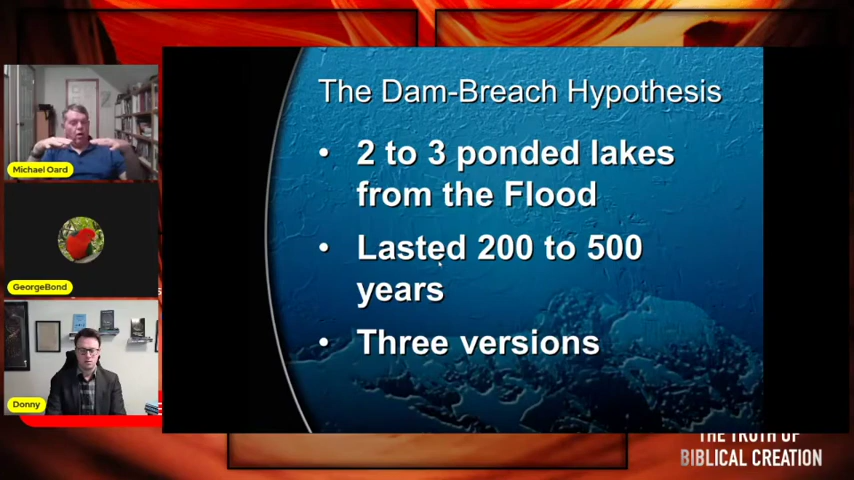 The Dam-Breach Hypothesis
• 2 to 3 ponded lakes
from the Flood
• Lasted 200 to 500
years
• Three versions
Michael Oard
GeorgeBond
Donny
THE TRUTH OF
BIBLICAL CREATION